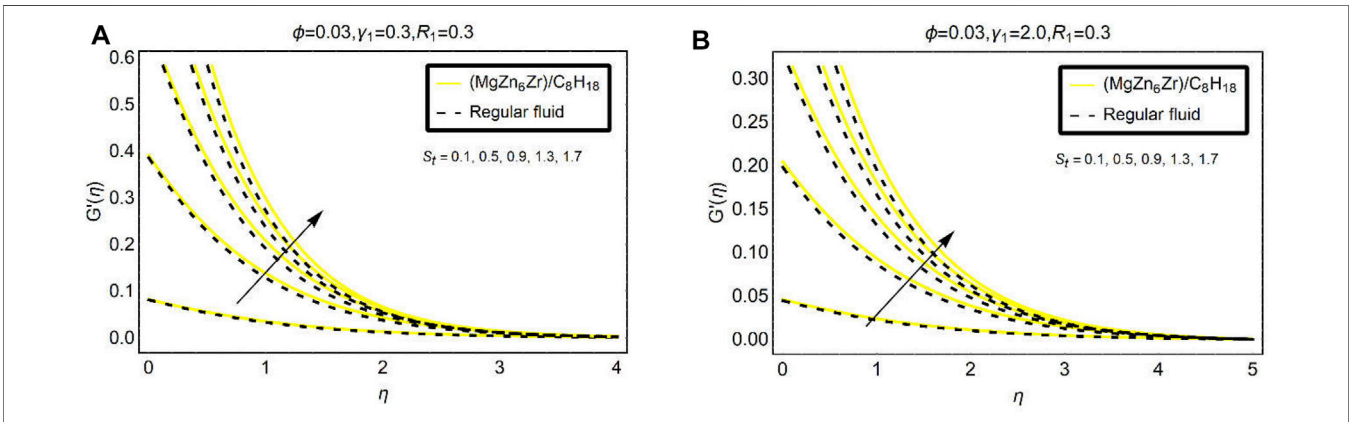 A
ϕ=0.03,γ₁=0.3,R₁=0.3
0.6
0.5
0.4
0.3
0.2
0.1
0.0
G'(η)
(MgZn₆Zr)/C₈H₁₈
Regular fluid
Sₜ = 0.1, 0.5, 0.9, 1.3, 1.7
0 1 2 3 4
η
B
ϕ=0.03,γ₁=2.0,R₁=0.3
0.30
0.25
0.20
0.15
0.10
0.05
0.00
G'(η)
(MgZn₆Zr)/C₈H₁₈
Regular fluid
Sₜ = 0.1, 0.5, 0.9, 1.3, 1.7
0 1 2 3 4 5
η